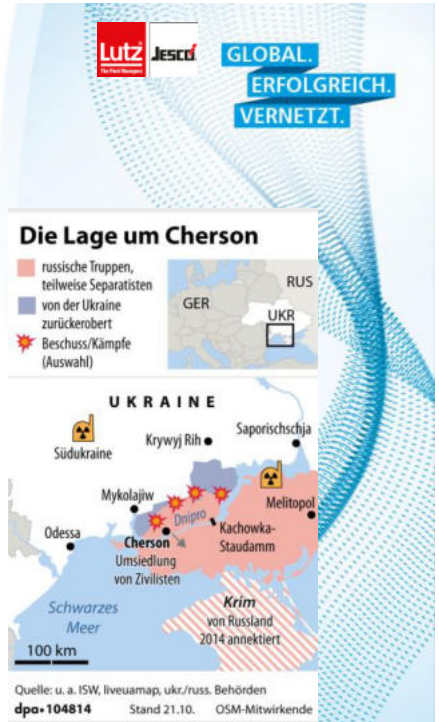 Lutz
The Fluid Managers
JESCO
GLOBAL.
ERFOLGREICH.
VERNETZT.
Die Lage um Cherson
russische Truppen,
teilweise Separatisten
von der Ukraine
zurückerobert
Beschuss/Kämpfe
(Auswahl)
RUS
GER
UKR
UKRAINE
Südukraine
Krywyj Rih
Saporischschja
Mykolajiw
Melitopol
Dnipro
Odessa
Cherson
Kachowka-
Staudamm
Umsiedlung
von Zivilisten
Schwarzes
Meer
Krim
von Russland
2014 annektiert
100 km
Quelle: u. a. ISW, liveuamap, ukr./russ. Behörden
dpa•104814 Stand 21.10. OSM-Mitwirkende